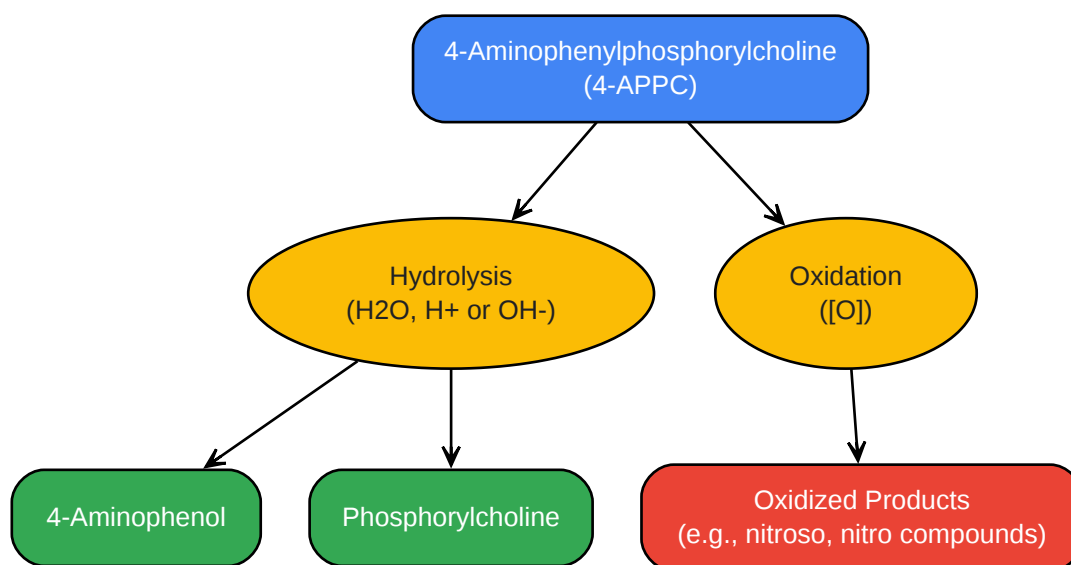 4-Aminophenylphosphorylcholine
(4-APPC)
Hydrolysis
(H2O, H+ or OH-)
Oxidation
([O])
4-Aminophenol
Phosphorylcholine
Oxidized Products
(e.g., nitroso, nitro compounds)